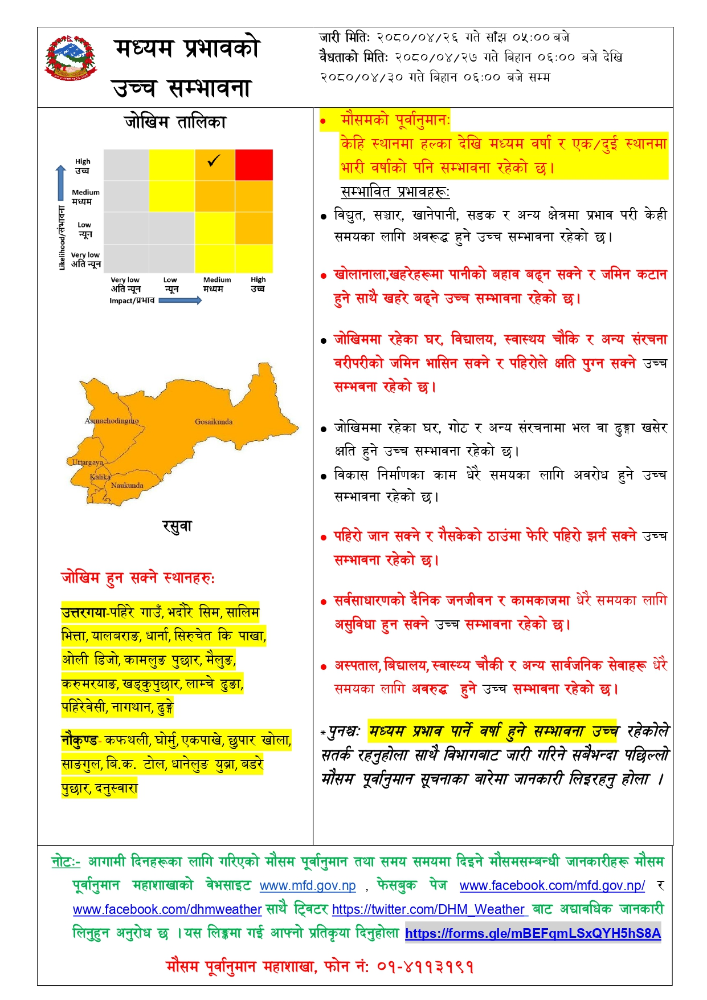 मध्यम प्रभावको
उच्च सम्भावना
जारी मितिः २०८०/०४/२६ गते साँझ ०५:०० बजे
वैधताको मितिः २०८०/०४/२७ गते बिहान ०६:०० बजे देखि
२०८०/०४/३० गते बिहान ०६:०० बजे सम्म
जोखिम तालिका
High
उच्च
Medium
मध्यम
Low
न्यून
Very low
अति न्यून
Likelihood/संभावना
Very low Low Medium High
अति न्यून न्यून मध्यम उच्च
Impact/प्रभाव
Aamachodingmo
Gosaikunda
Uttargaya
Kalika
Naukunda
रसुवा
जोखिम हुन सक्ने स्थानहरु:
उत्तरगया-पहिरे गाउँ, भदौरे सिम, सालिम
भित्ता, यालबराङ, धार्ना, सिरुचेत कि पाखा,
ओली डिजो, कामलुङ पुछार, मैलुङ,
करुमरयाङ, खड्कुपुछार, लाम्चे ढुङा,
पहिरेवेसी, नागथान, ढुङ्गे
नौकुण्ड- कफथली, घोर्मु, एकपाखे, छुपार खोला,
साङगुल, बि.क. टोल, धानेलुङ युब्रा, बडरे
पुछार, दनुस्वारा
• मौसमको पूर्वानुमानः
केहि स्थानमा हल्का देखि मध्यम वर्षा र एक/दुई स्थानमा
भारी वर्षाको पनि सम्भावना रहेको छ।
सम्भावित प्रभावहरूः
• विद्युत, सञ्चार, खानेपानी, सडक र अन्य क्षेत्रमा प्रभाव परी केही
समयका लागि अवरूद्ध हुने उच्च सम्भावना रहेको छ।
• खोलानाला,खहरेहरूमा पानीको बहाव बढ्न सक्ने र जमिन कटान
हुने साथै खहरे बढ्ने उच्च सम्भावना रहेको छ।
• जोखिममा रहेका घर, विद्यालय, स्वास्थय चौकि र अन्य संरचना
वरीपरीको जमिन भासिन सक्ने र पहिरोले क्षति पुग्न सक्ने उच्च
सम्भवना रहेको छ।
• जोखिममा रहेका घर, गोट र अन्य संरचनामा भल वा ढुङ्गा खसेर
क्षति हुने उच्च सम्भावना रहेको छ।
• विकास निर्माणका काम धेरै समयका लागि अवरोध हुने उच्च
सम्भावना रहेको छ।
• पहिरो जान सक्ने र गैसकेको ठाउंमा फेरि पहिरो झर्न सक्ने उच्च
सम्भावना रहेको छ।
• सर्वसाधारणको दैनिक जनजीवन र कामकाजमा धेरै समयका लागि
असुविधा हुन सक्ने उच्च सम्भावना रहेको छ।
• अस्पताल, बिद्यालय, स्वास्थ्य चौकी र अन्य सार्वजनिक सेवाहरू धेरै
समयका लागि अवरुद्ध हुने उच्च सम्भावना रहेको छ।
*पुनश्चः मध्यम प्रभाव पार्ने वर्षा हुने सम्भावना उच्च रहेकोले
सतर्क रहनुहोला साथै विभागबाट जारी गरिने सबैभन्दा पछिल्लो
मौसम पूर्वानुमान सूचनाका बारेमा जानकारी लिइरहनु होला ।
नोटः- आगामी दिनहरूका लागि गरिएको मौसम पूर्वानुमान तथा समय समयमा दिइने मौसमसम्बन्धी जानकारीहरू मौसम
पूर्वानुमान महाशाखाको वेभसाइट www.mfd.gov.np , फेसबुक पेज www.facebook.com/mfd.gov.np/ र
www.facebook.com/dhmweather साथै ट्विटर https://twitter.com/DHM_Weather बाट अद्यावधिक जानकारी
लिनुहुन अनुरोध छ । यस लिङ्कमा गई आफ्नो प्रतिकृया दिनुहोला https://forms.gle/mBEFqmLSxQYH5hS8A
मौसम पूर्वानुमान महाशाखा, फोन नं: ०१-४११३१९१